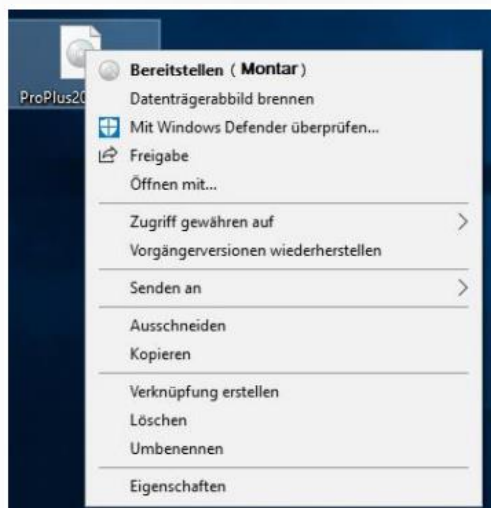 ProPlus20
Bereitstellen ( Montar)
Datenträgerabbild brennen
Mit Windows Defender überprüfen...
Freigabe
Öffnen mit...
Zugriff gewähren auf
Vorgängerversionen wiederherstellen
Senden an
Ausschneiden
Kopieren
Verknüpfung erstellen
Löschen
Umbenennen
Eigenschaften